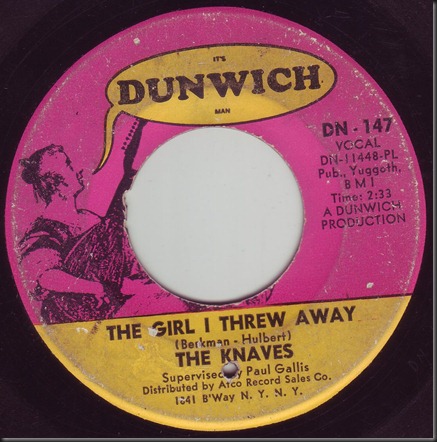 IT'S
DUNWICH
MAN
DN - 147
VOCAL
DN-11448-PL
Pub., Yuggoth,
B M I
Time: 2:33
A DUNWICH
PRODUCTION
THE GIRL I THREW AWAY
(Berkman - Hulbert)
THE KNAVES
Supervised by Paul Gallis
Distributed by Atco Record Sales Co.
1841 B'WAY N. Y. N. Y.